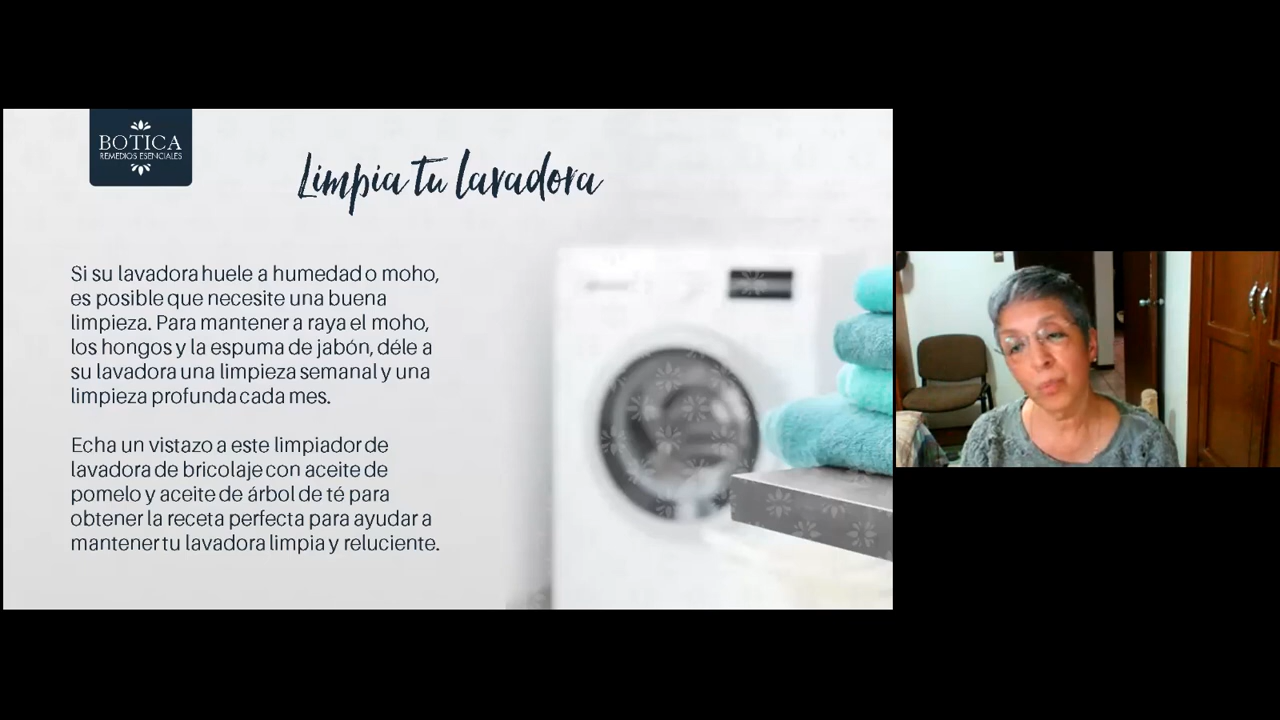 BOTICA
REMEDIOS ESENCIALES
Limpia tu lavadora
Si su lavadora huele a humedad o moho,
es posible que necesite una buena
limpieza. Para mantener a raya el moho,
los hongos y la espuma de jabón, déle a
su lavadora una limpieza semanal y una
limpieza profunda cada mes.
Echa un vistazo a este limpiador de
lavadora de bricolaje con aceite de
pomelo y aceite de árbol de té para
obtener la receta perfecta para ayudar a
mantener tu lavadora limpia y reluciente.